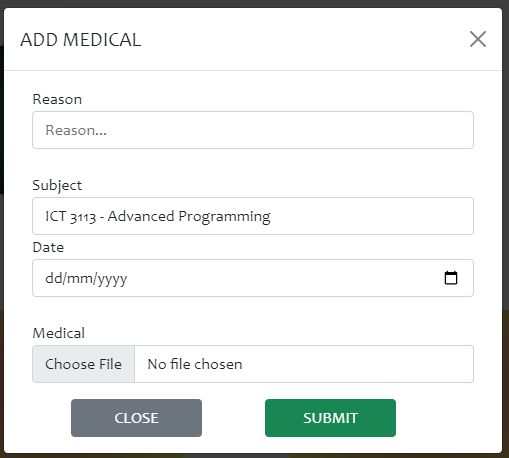 ADD MEDICAL
Reason
Reason...
Subject
ICT 3113 - Advanced Programming
Date
dd/mm/yyyy
Medical
Choose File No file chosen
CLOSE SUBMIT